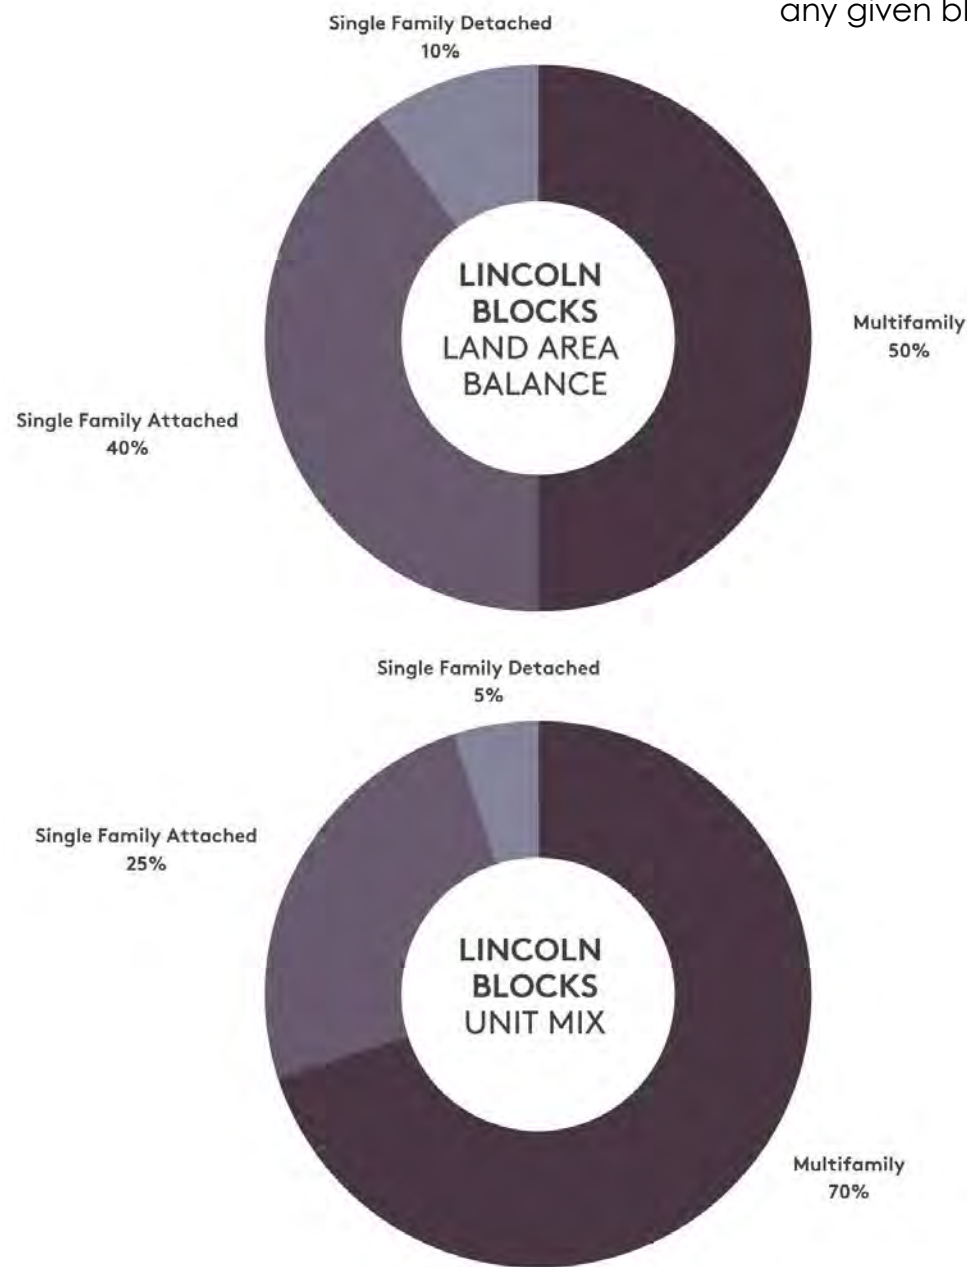 any given bl
Single Family Detached
10%
LINCOLN
BLOCKS
LAND AREA
BALANCE
Multifamily
50%
Single Family Attached
40%
Single Family Detached
5%
Single Family Attached
25%
LINCOLN
BLOCKS
UNIT MIX
Multifamily
70%